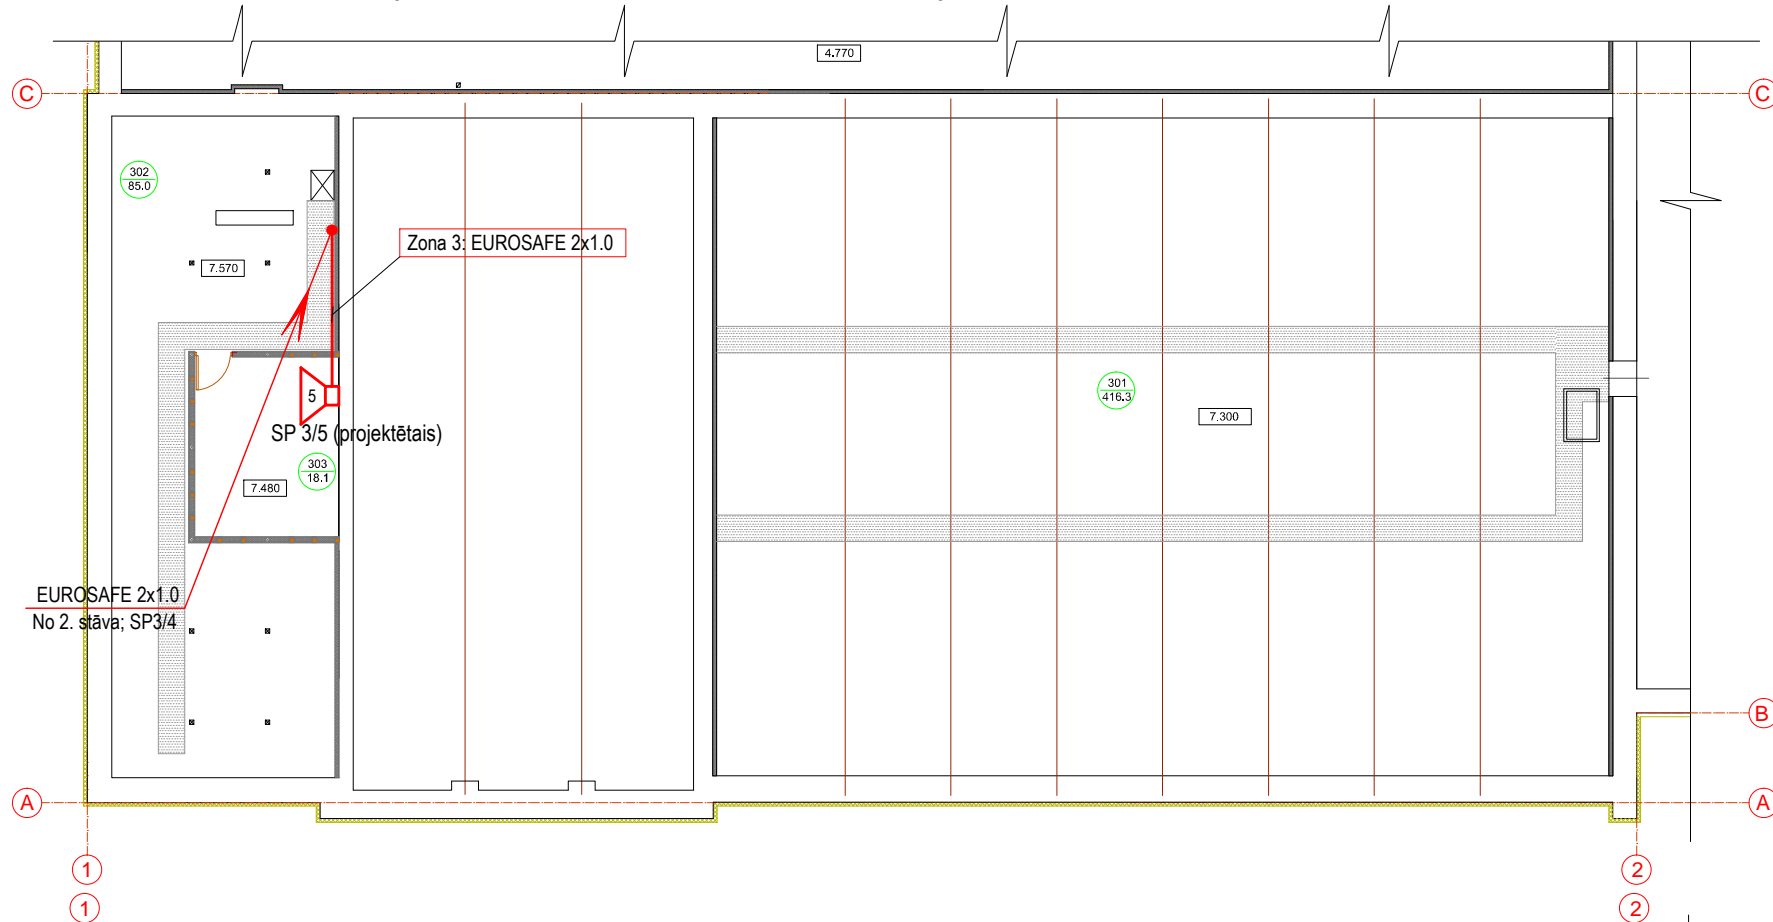 4.770
C
C
302
85.0
Zona 3: EUROSAFE 2x1.0
7.570
5
301
416.3
7.300
SP 3/5 (projektētais)
303
18.1
7.480
EUROSAFE 2x1.0
No 2. stāva; SP3/4
B
A
A
1
2
1
2